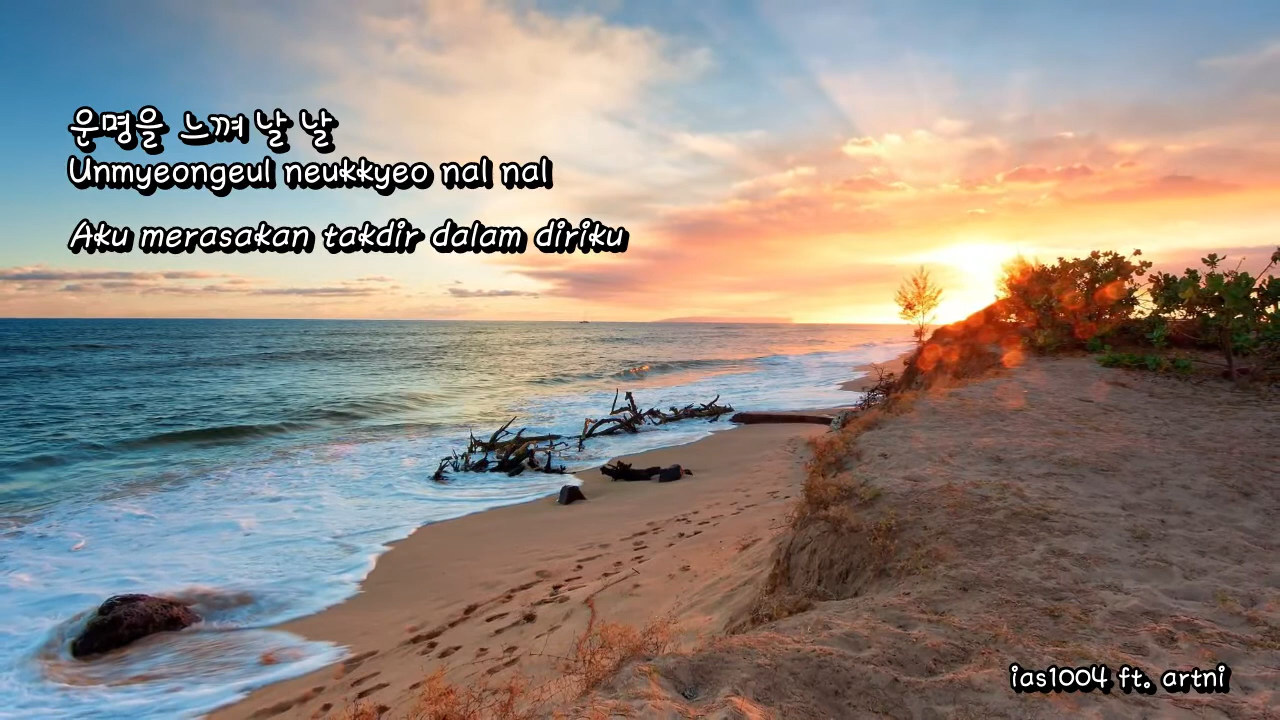 운명을 느껴 날 날
Unmyeongeul neukkyeo nal nal
Aku merasakan takdir dalam diriku
ias1004 ft. artni